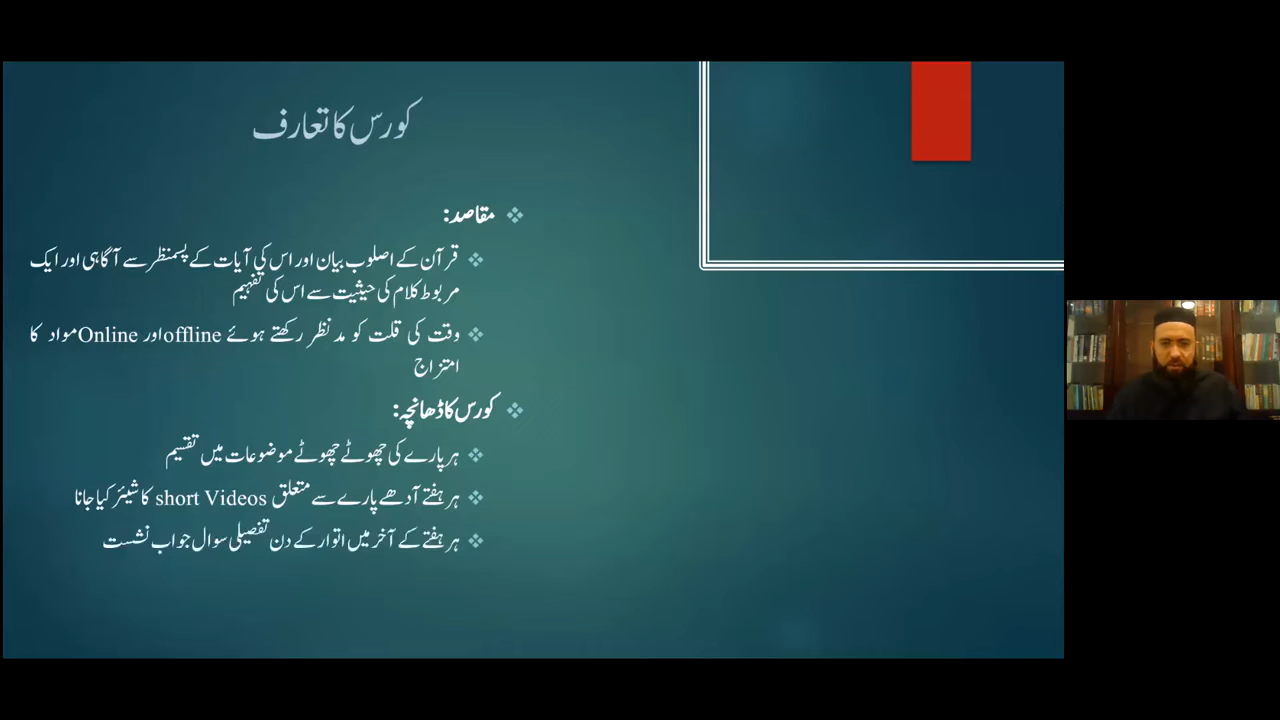 کورس کا تعارف
مقاصد:
قرآن کے اصلوب بیان اور اس کی آیات کے پسمنظر سے آگاہی اور ایک
مربوط کلام کی حیثیت سے اس کی تفہیم
وقت کی قلت کو مد نظر رکھتے ہوئے offline اور Online مواد کا
امتزاج
کورس کا ڈھانچہ:
ہر پارے کی چھوٹے چھوٹے موضوعات میں تقسیم
ہر ہفتے آدھے پارے سے متعلق short Videos کا شیئر کیا جانا
ہر ہفتے کے آخر میں اتوار کے دن تفصیلی سوال جواب نشست